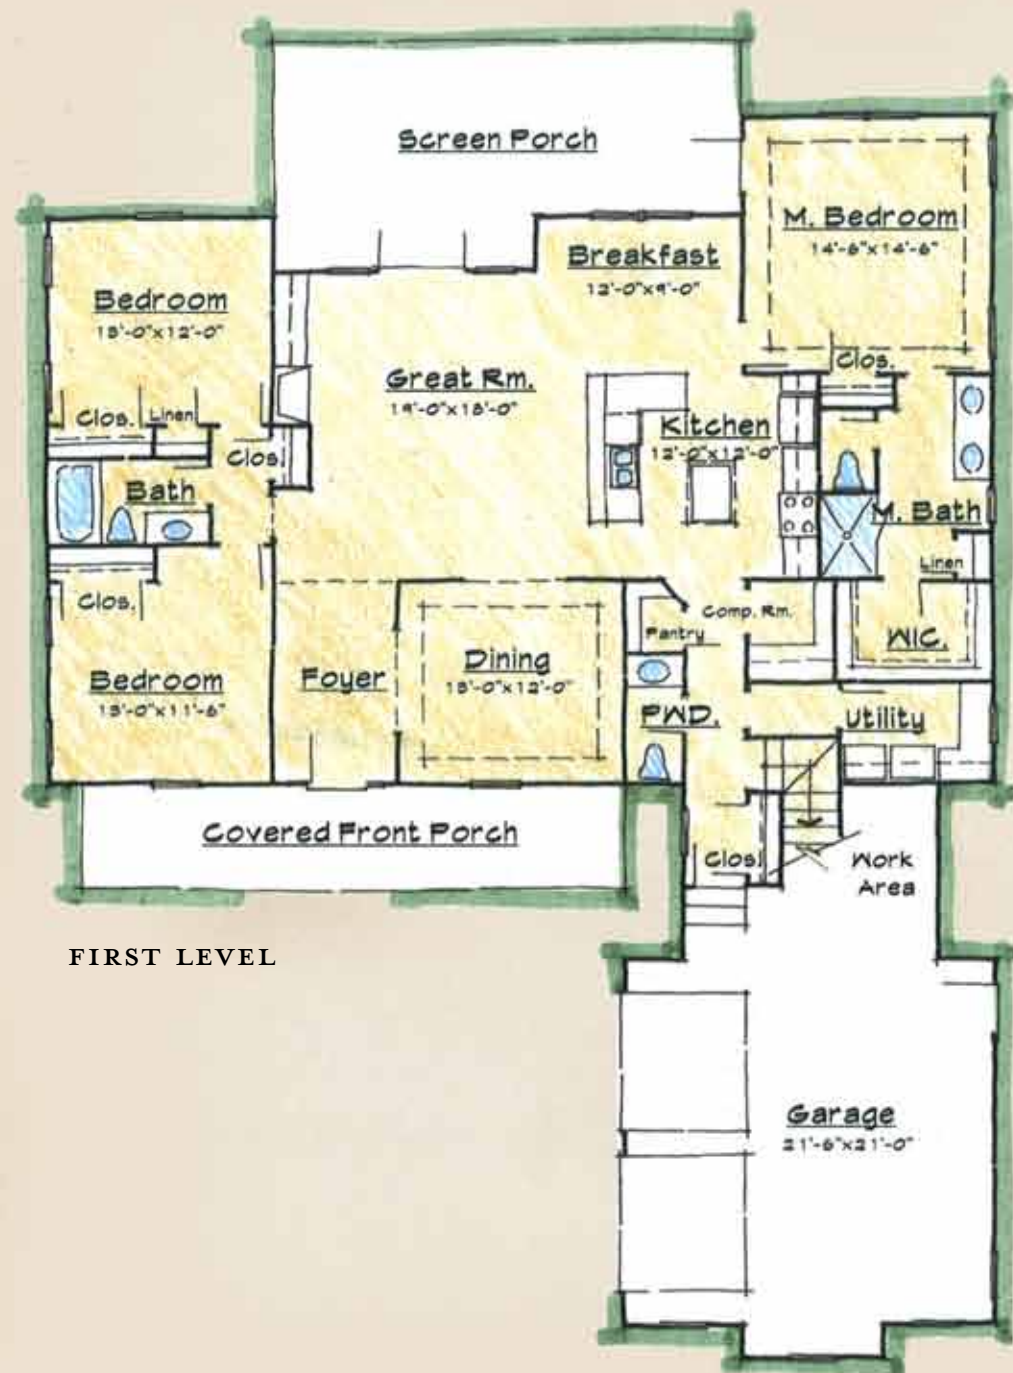 Screen Porch
M. Bedroom
14'-6"x14'-6"
Breakfast
12'-0"x9'-0"
Bedroom
13'-0"x12'-0"
Great Rm.
19'-0"x18'-0"
Clos.
Clos.
Linen
Kitchen
12'-0"x12'-0"
Clos.
Bath
M. Bath
Linen
Clos.
Comp. Rm.
Pantry
WIC.
Dining
13'-0"x12'-0"
Foyer
Bedroom
13'-0"x11'-6"
PWD.
Utility
Covered Front Porch
Clos.
Work
Area
FIRST LEVEL
Garage
21'-6"x21'-0"